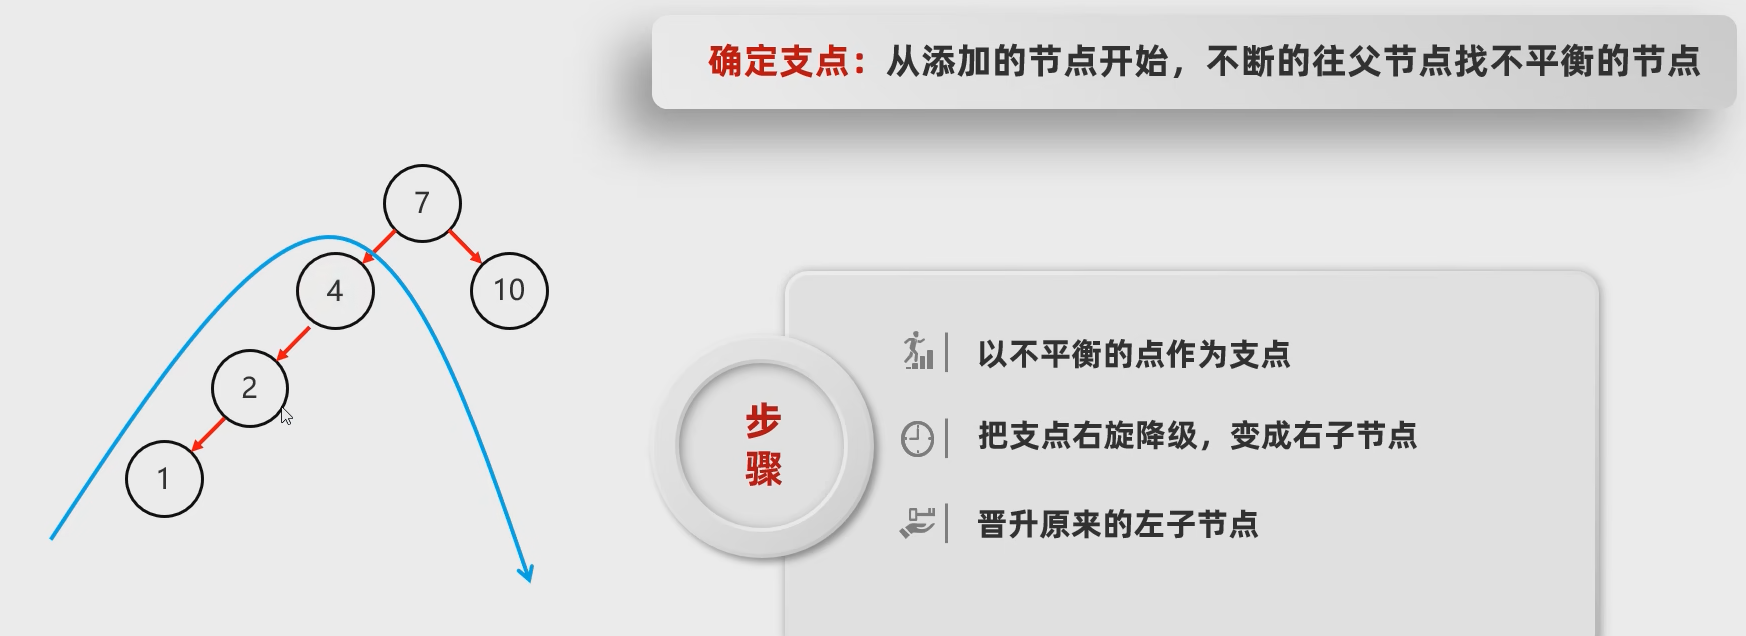 确定支点：从添加的节点开始，不断的往父节点找不平衡的节点
7
4
10
2
1
步
骤
以不平衡的点作为支点
把支点右旋降级，变成右子节点
晋升原来的左子节点